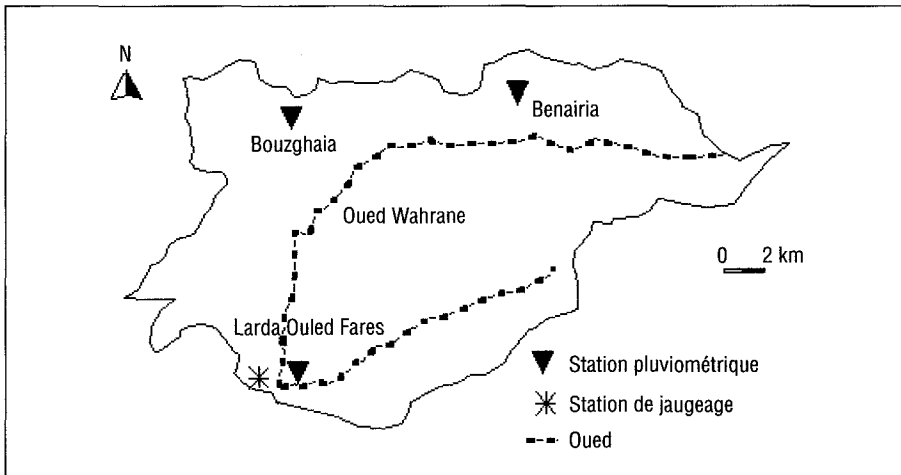 N
Benairia
Bouzghaia
Oued Wahrane
0 2 km
Larda Ouled Fares
Station pluviométrique
Station de jaugeage
Oued